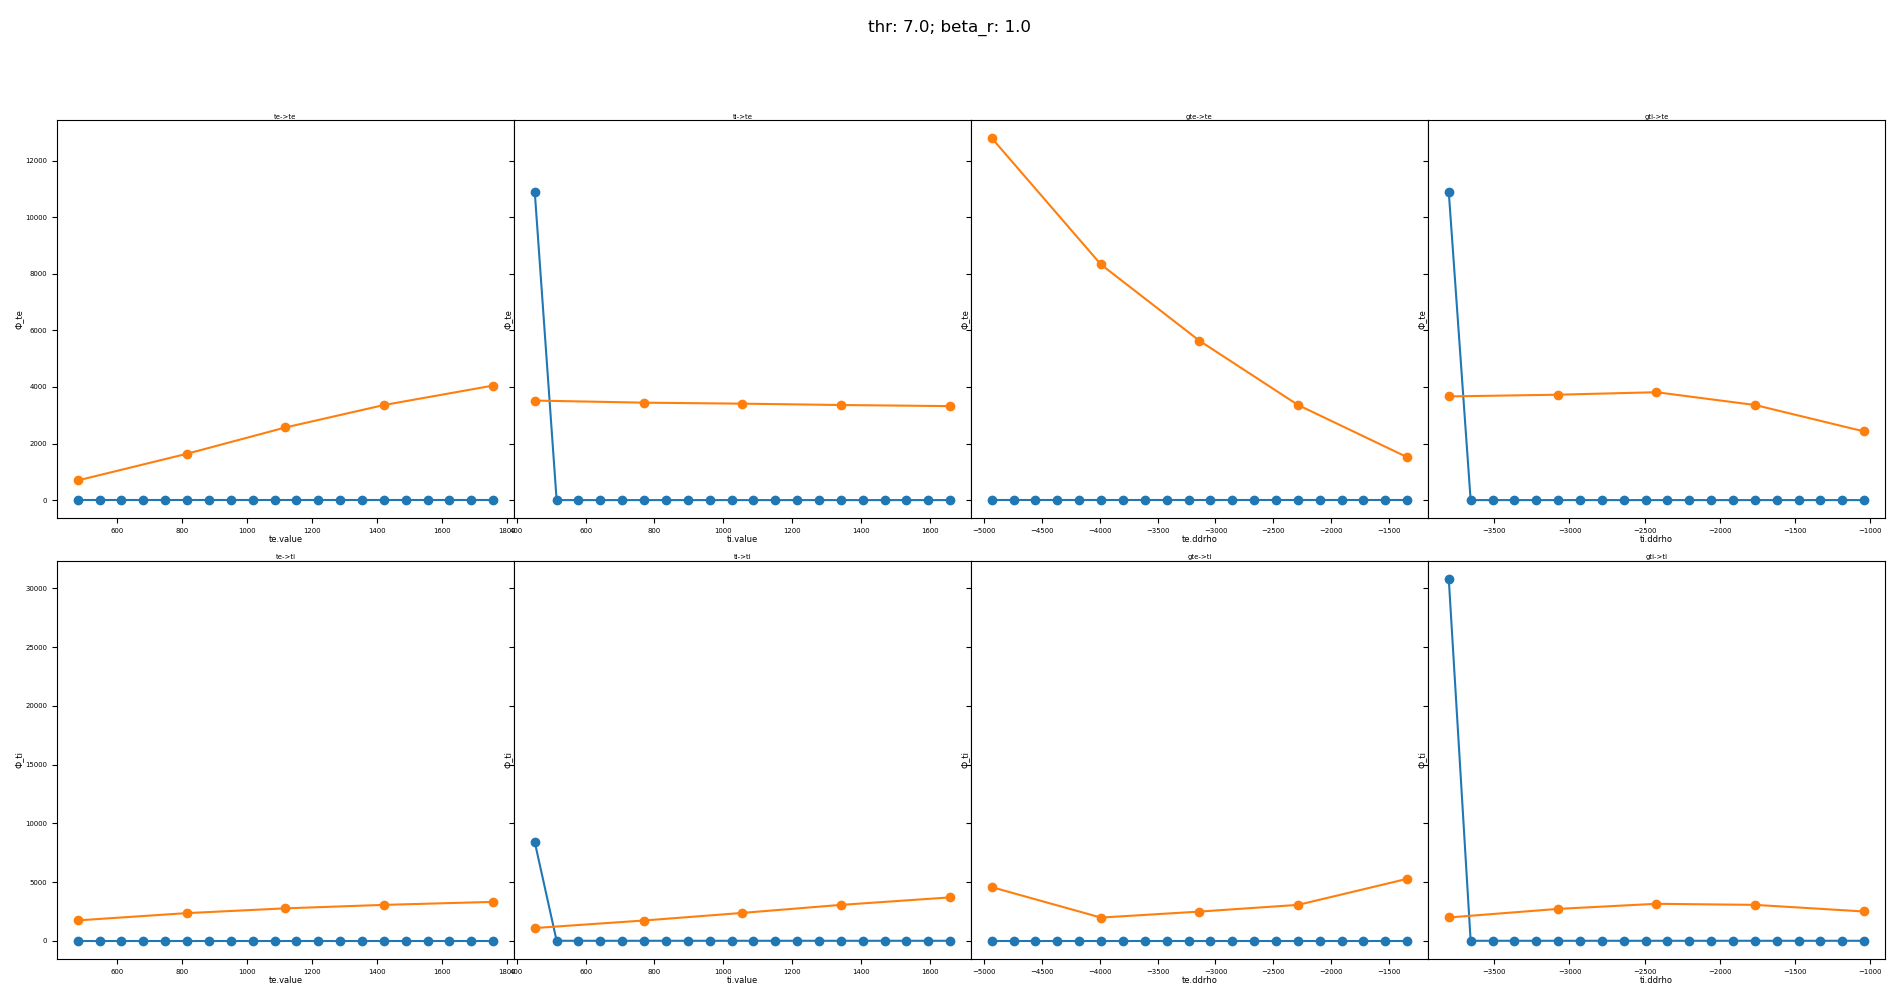 thr: 7.0; beta_r: 1.0
te->te
ti->te
gte->te
gti->te
Φ_te
12000
10000
8000
6000
4000
2000
0
Φ_te
Φ_te
Φ_te
600 800 1000 1200 1400 1600 1800
400 600 800 1000 1200 1400 1600
−5000 −4500 −4000 −3500 −3000 −2500 −2000 −1500
−3500 −3000 −2500 −2000 −1500 −1000
te.value
ti.value
te.ddrho
ti.ddrho
te->ti
ti->ti
gte->ti
gti->ti
Φ_ti
30000
25000
20000
15000
10000
5000
0
Φ_ti
Φ_ti
Φ_ti
600 800 1000 1200 1400 1600 1800
400 600 800 1000 1200 1400 1600
−5000 −4500 −4000 −3500 −3000 −2500 −2000 −1500
−3500 −3000 −2500 −2000 −1500 −1000
te.value
ti.value
te.ddrho
ti.ddrho